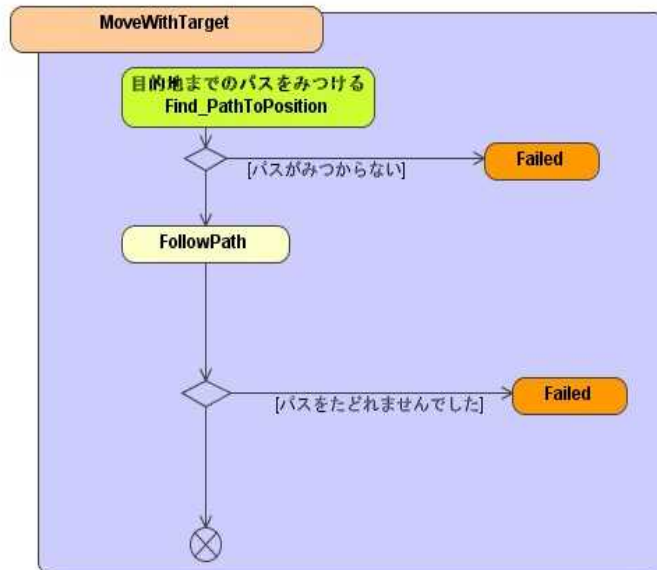 MoveWithTarget
目的地までのパスをみつける
Find_PathToPosition
[パスがみつからない]
Failed
FollowPath
[パスをたどれませんでした]
Failed